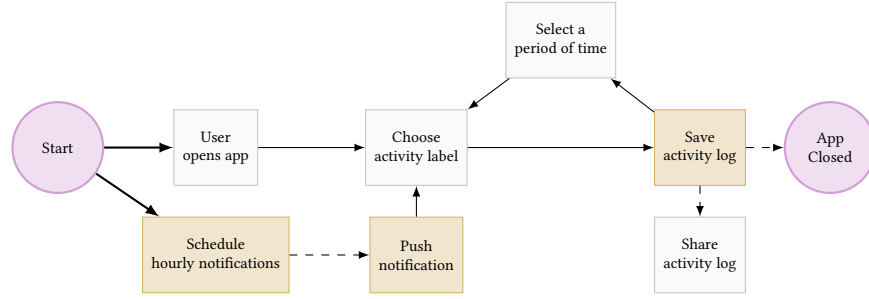 Select a
period of time
Start
User
opens app
Choose
activity label
Save
activity log
App
Closed
Schedule
hourly notifications
Push
notification
Share
activity log